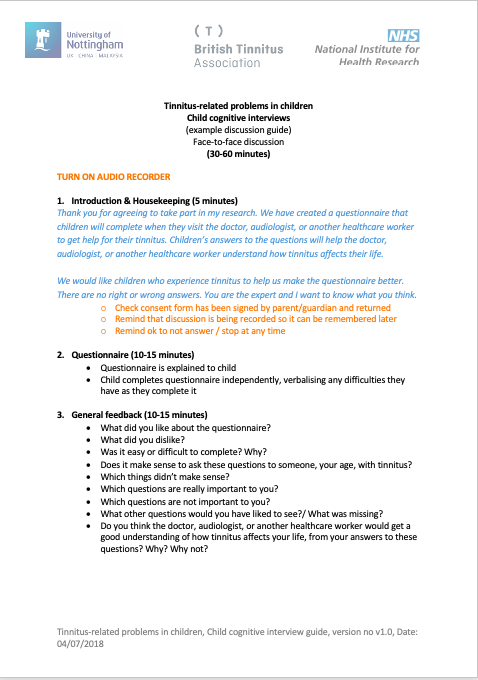 University of
Nottingham
UK | CHINA | MALAYSIA
( T )
British Tinnitus
Association
NHS
National Institute for
Health Research
Tinnitus-related problems in children
Child cognitive interviews
(example discussion guide)
Face-to-face discussion
(30-60 minutes)
TURN ON AUDIO RECORDER
1. Introduction & Housekeeping (5 minutes)
Thank you for agreeing to take part in my research. We have created a questionnaire that
children will complete when they visit the doctor, audiologist, or another healthcare worker
to get help for their tinnitus. Children's answers to the questions will help the doctor,
audiologist, or another healthcare worker understand how tinnitus affects their life.
We would like children who experience tinnitus to help us make the questionnaire better.
There are no right or wrong answers. You are the expert and I want to know what you think.
o Check consent form has been signed by parent/guardian and returned
o Remind that discussion is being recorded so it can be remembered later
o Remind ok to not answer / stop at any time
2. Questionnaire (10-15 minutes)
• Questionnaire is explained to child
• Child completes questionnaire independently, verbalising any difficulties they
have as they complete it
3. General feedback (10-15 minutes)
• What did you like about the questionnaire?
• What did you dislike?
• Was it easy or difficult to complete? Why?
• Does it make sense to ask these questions to someone, your age, with tinnitus?
• Which things didn't make sense?
• Which questions are really important to you?
• Which questions are not important to you?
• What other questions would you have liked to see?/ What was missing?
• Do you think the doctor, audiologist, or another healthcare worker would get a
good understanding of how tinnitus affects your life, from your answers to these
questions? Why? Why not?
Tinnitus-related problems in children, Child cognitive interview guide, version no v1.0, Date:
04/07/2018